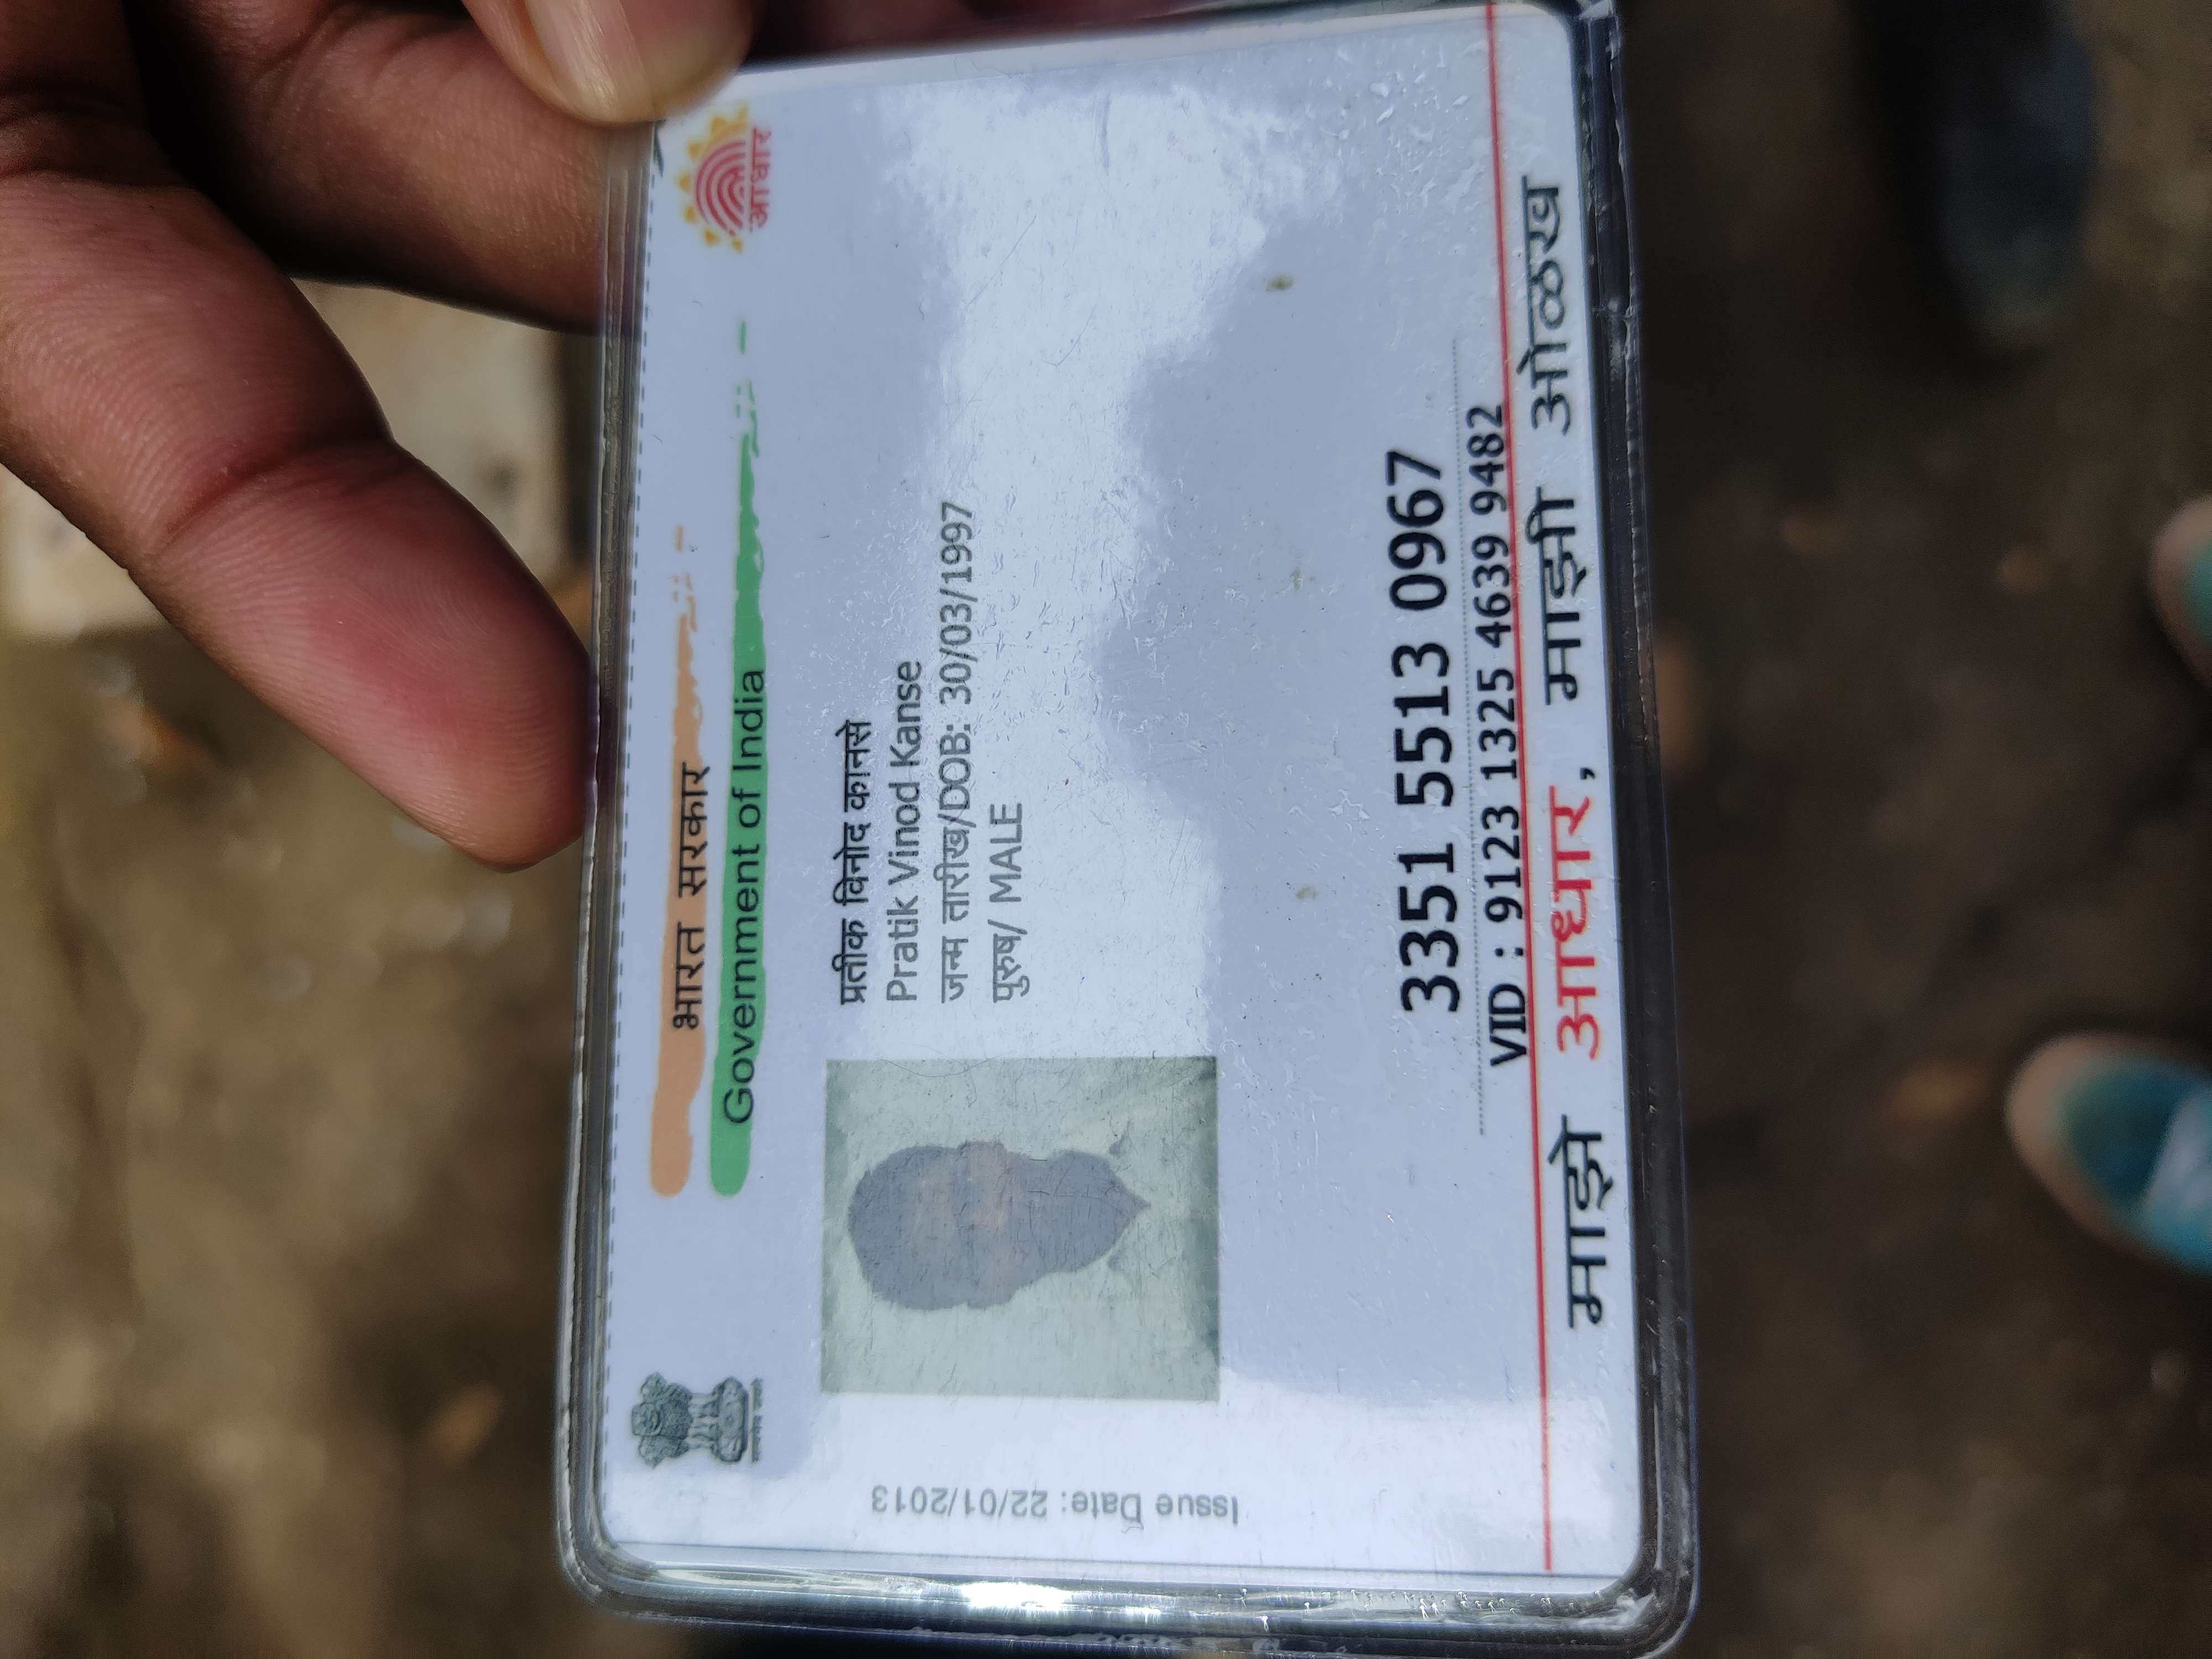 Issue Date: 22/01/2013
भारत सरकार
Government of India
प्रतीक विनोद कानसे
Pratik Vinod Kanse
जन्म तारीख/DOB: 30/03/1997
पुरुष/ MALE
3351 5513 0967
VID : 9123 1325 4639 9482
माझे आधार, माझी ओळख
आधार